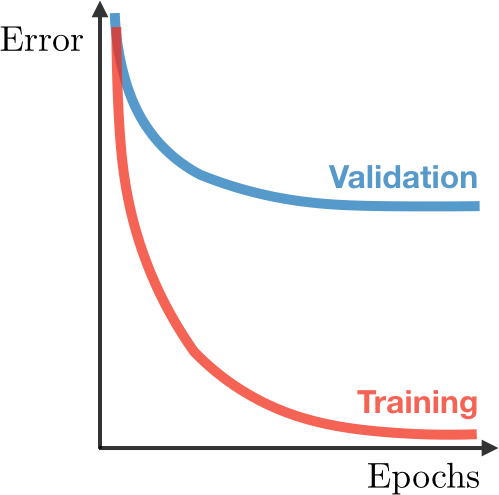 Error
Validation
Training
Epochs